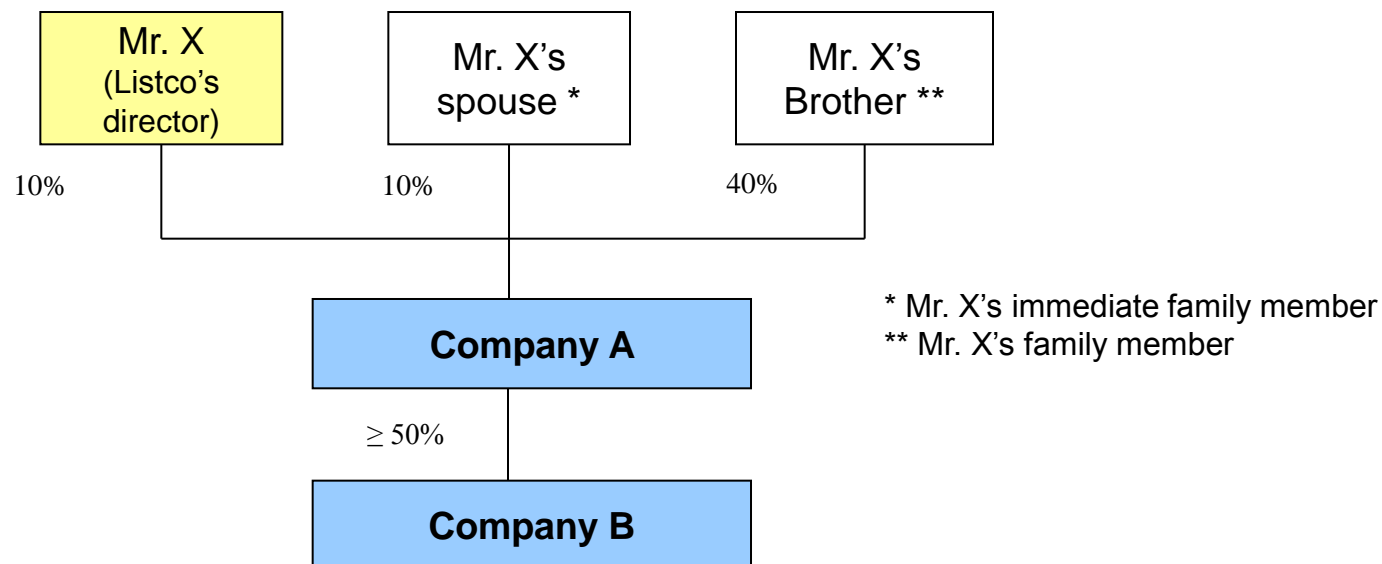 Mr. X
(Listco’s
director)
Mr. X’s
spouse *
Mr. X’s
Brother **
10%
10%
40%
Company A
* Mr. X’s immediate family member
** Mr. X’s family member
≥ 50%
Company B